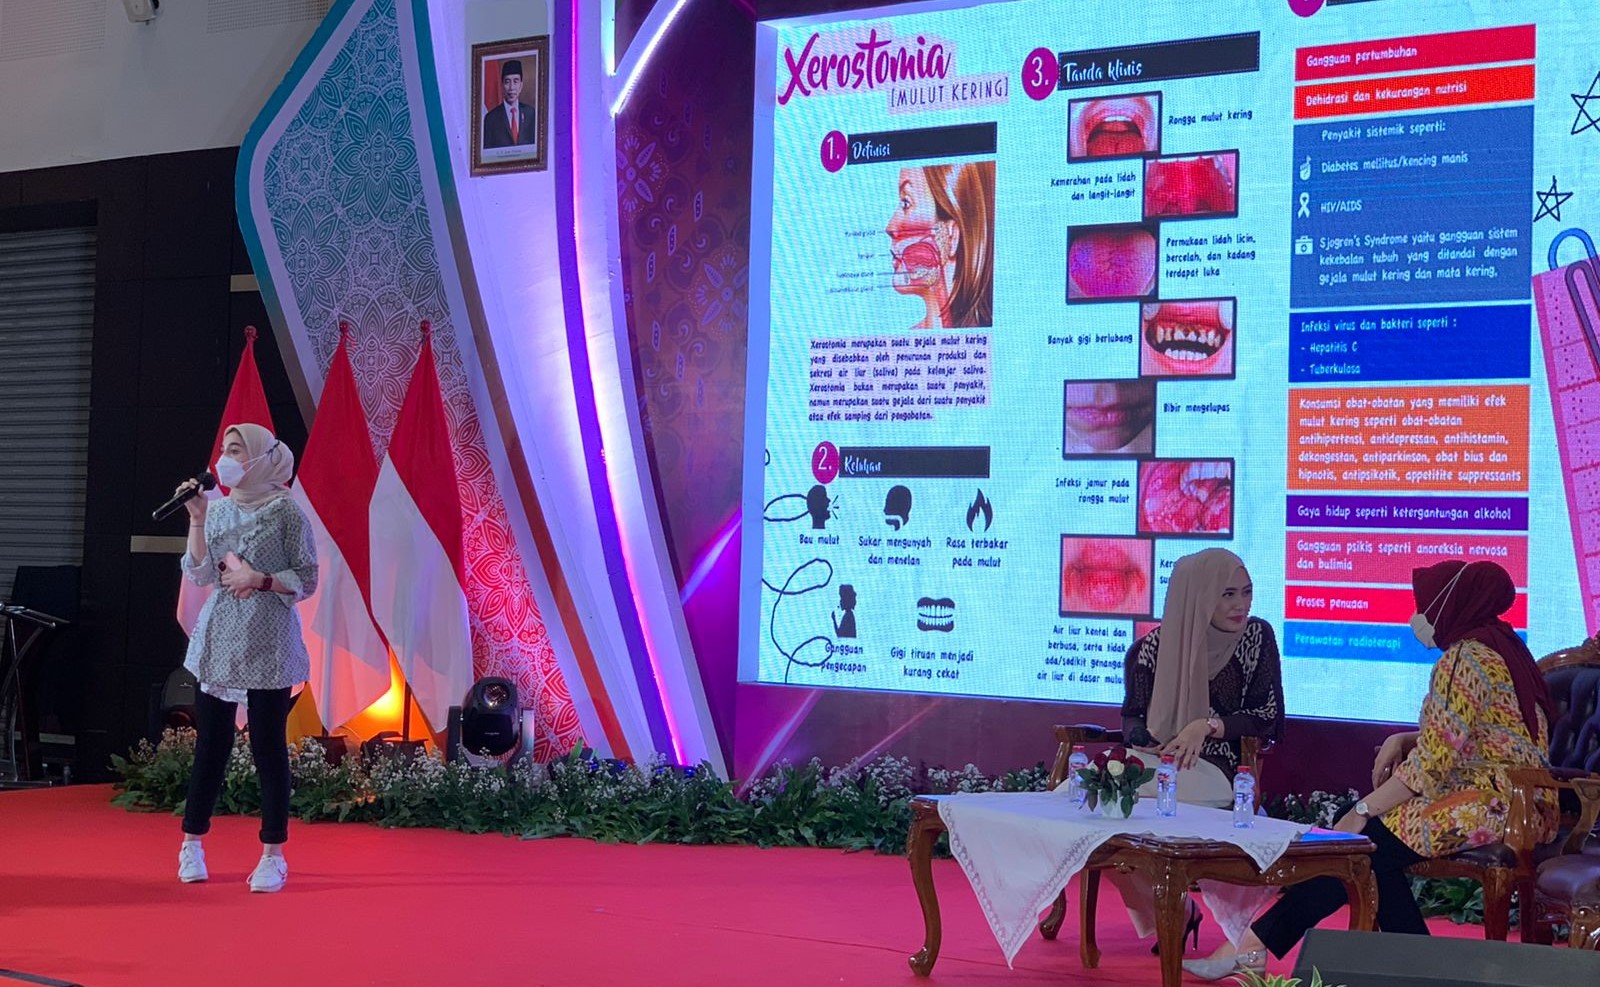 Xerostomia
[MULUT KERING]
1. Definisi
Xerostomia merupakan suatu gejala mulut kering
yang disebabkan oleh penurunan produksi dan
sekresi air liur (saliva) pada kelenjar saliva.
Xerostomia bukan merupakan suatu penyakit,
namun merupakan suatu gejala dari suatu penyakit
atau efek samping dari pengobatan.
2. Keluhan
Bau mulut
Sukar mengunyah
dan menelan
Rasa terbakar
pada mulut
Gangguan
pengecapan
Gigi tiruan menjadi
kurang cekat
3. Tanda klinis
Rongga mulut kering
Kemerahan pada lidah
dan langit-langit
Permukaan lidah licin,
bercelah, dan kadang
terdapat luka
Banyak gigi berlubang
Bibir mengelupas
Infeksi jamur pada
rongga mulut
Air liur kental dan
berbusa, serta tidak
ada/sedikit genangan
air liur di dasar mulut
Gangguan pertumbuhan
Dehidrasi dan kekurangan nutrisi
Penyakit sistemik seperti:
Diabetes mellitus/kencing manis
HIV/AIDS
Sjogren's Syndrome yaitu gangguan sistem
kekebalan tubuh yang ditandai dengan
gejala mulut kering dan mata kering.
Infeksi virus dan bakteri seperti :
- Hepatitis C
- Tuberkulosa
Konsumsi obat-obatan yang memiliki efek
mulut kering seperti obat-obatan
antihipertensi, antidepressan, antihistamin,
dekongestan, antiparkinson, obat bius dan
hipnotis, antipsikotik, appetitite suppressants
Gaya hidup seperti ketergantungan alkohol
Gangguan psikis seperti anoreksia nervosa
dan bulimia
Proses penuaan
Perawatan radioterapi